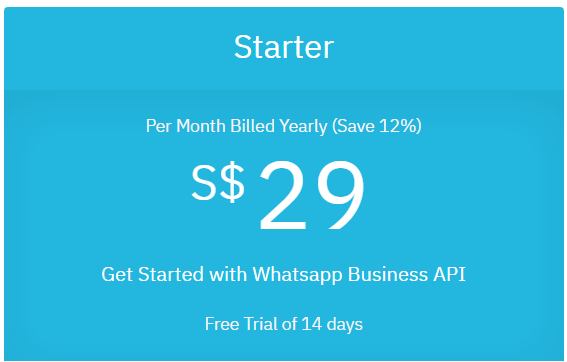 Starter
Per Month Billed Yearly (Save 12%)
S$ 29
Get Started with Whatsapp Business API
Free Trial of 14 days